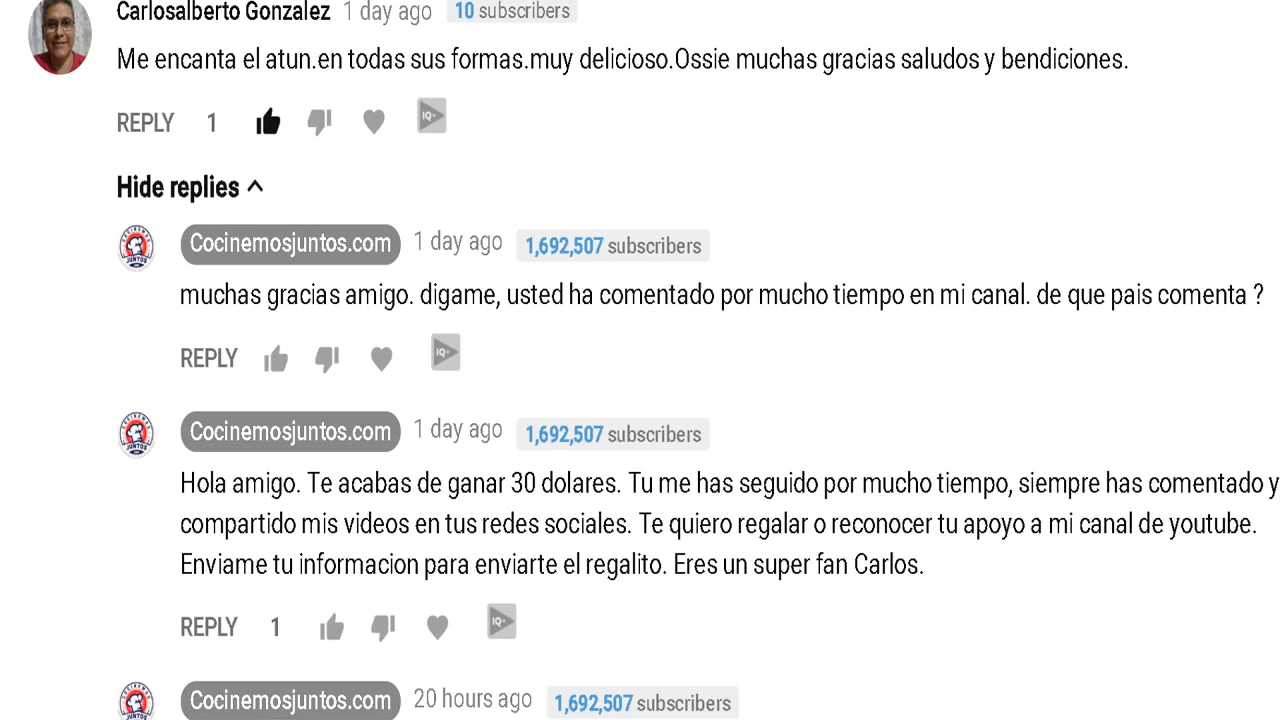 Carlosalberto Gonzalez 1 day ago 10 subscribers
Me encanta el atun.en todas sus formas.muy delicioso.Ossie muchas gracias saludos y bendiciones.
REPLY 1 IQ+
Hide replies
Cocinemosjuntos.com 1 day ago 1,692,507 subscribers
muchas gracias amigo. digame, usted ha comentado por mucho tiempo en mi canal. de que pais comenta ?
REPLY IQ+
Cocinemosjuntos.com 1 day ago 1,692,507 subscribers
Hola amigo. Te acabas de ganar 30 dolares. Tu me has seguido por mucho tiempo, siempre has comentado y
compartido mis videos en tus redes sociales. Te quiero regalar o reconocer tu apoyo a mi canal de youtube.
Enviame tu informacion para enviarte el regalito. Eres un super fan Carlos.
REPLY 1 IQ+
Cocinemosjuntos.com 20 hours ago 1,692,507 subscribers